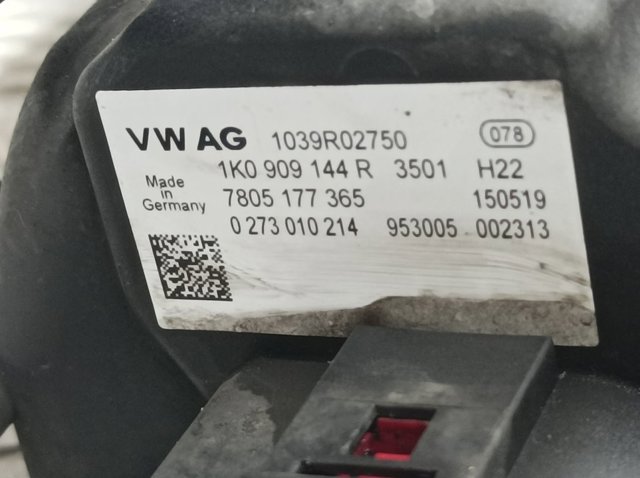 VW AG 1039R02750 078
1K0 909 144 R 3501 H22
Made in Germany
7805 177 365 150519
0 273 010 214 953005 002313